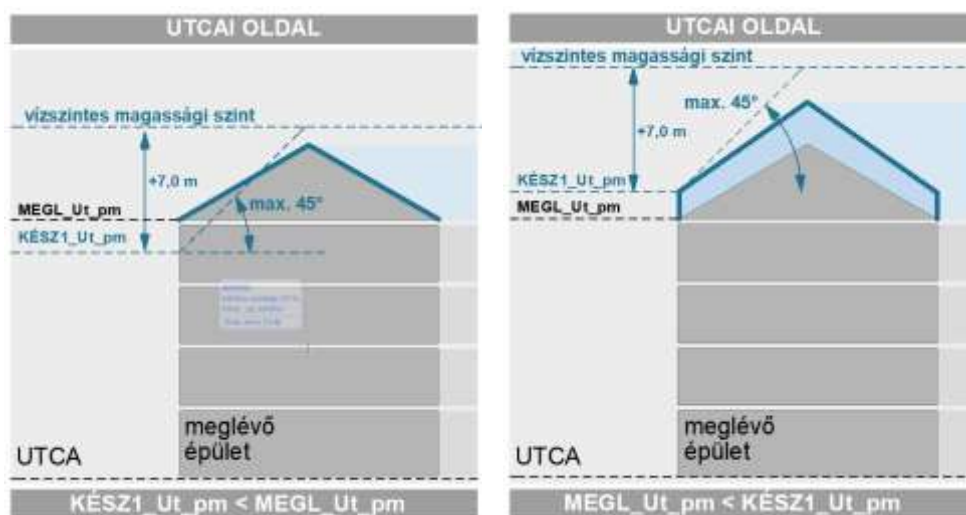 UTCAI OLDAL
vízszintes magassági szint
+7,0 m
MEGL_Ut_pm
max. 45°
KÉSZ1_Ut_pm
meglévő
épület
UTCA
KÉSZ1_Ut_pm < MEGL_Ut_pm
UTCAI OLDAL
vízszintes magassági szint
max. 45°
+7,0 m
KÉSZ1_Ut_pm
MEGL_Ut_pm
meglévő
épület
UTCA
MEGL_Ut_pm < KÉSZ1_Ut_pm